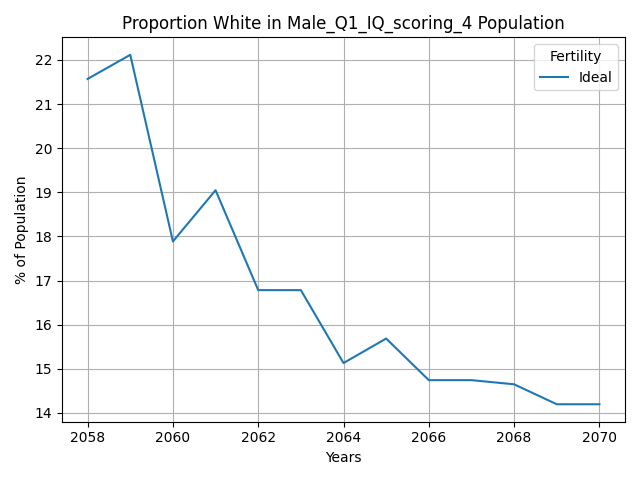 Proportion White in Male_Q1_IQ_scoring_4 Population
Fertility
Ideal
22
21
20
19
18
17
16
15
14
% of Population
2058 2060 2062 2064 2066 2068 2070
Years